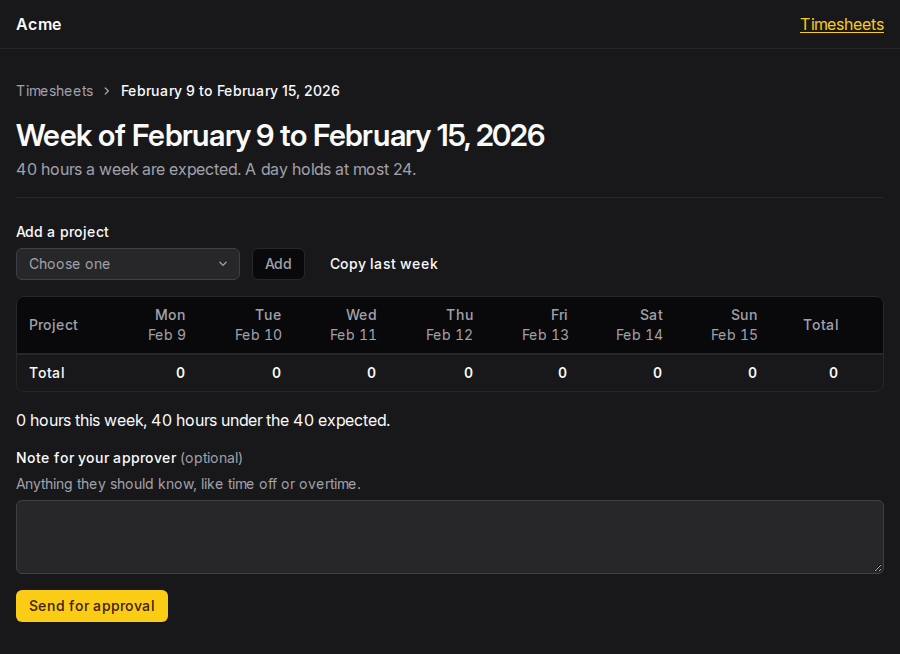 Acme
Timesheets
Timesheets > February 9 to February 15, 2026
Week of February 9 to February 15, 2026
40 hours a week are expected. A day holds at most 24.
Add a project
Choose one
Add
Copy last week
Project Mon Feb 9 Tue Feb 10 Wed Feb 11 Thu Feb 12 Fri Feb 13 Sat Feb 14 Sun Feb 15 Total
Total 0 0 0 0 0 0 0 0
0 hours this week, 40 hours under the 40 expected.
Note for your approver (optional)
Anything they should know, like time off or overtime.
Send for approval